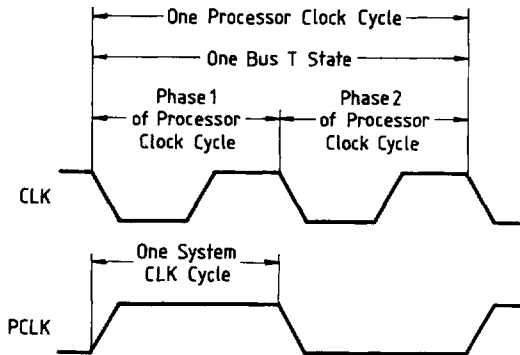 One Processor Clock Cycle
One Bus T State
Phase 1
of Processor
Clock Cycle
Phase 2
of Processor
Clock Cycle
CLK
One System
CLK Cycle
PCLK